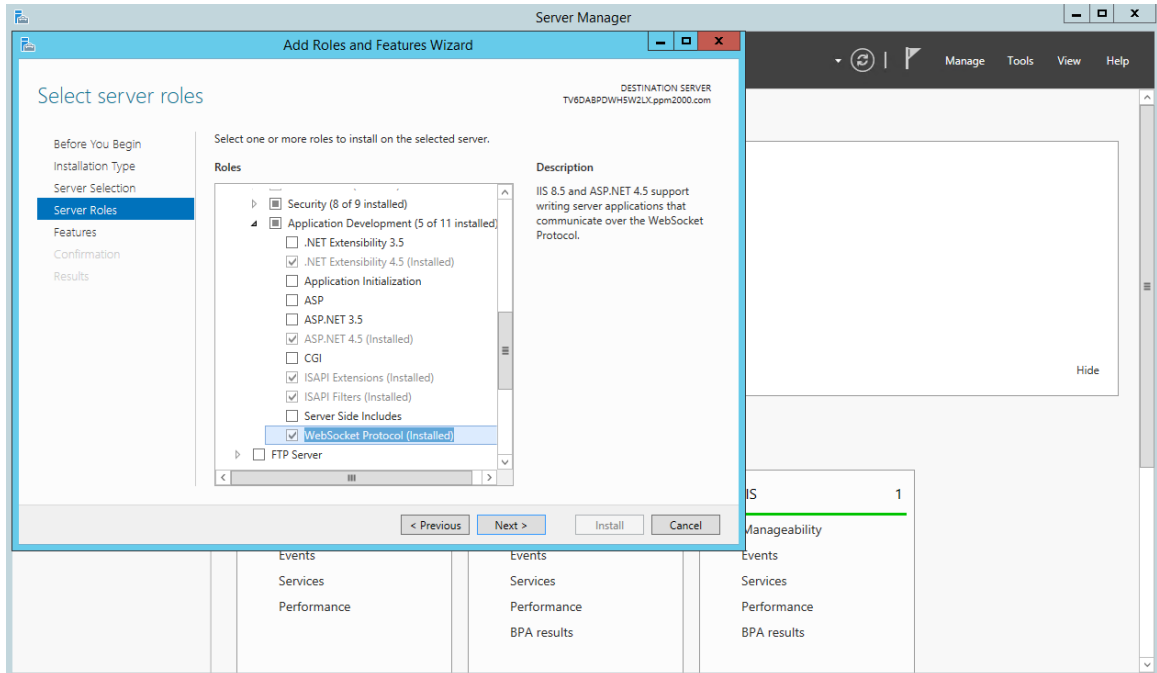 Server Manager
Add Roles and Features Wizard
Manage Tools View Help
Select server roles
DESTINATION SERVER
TV6DABPDWH5W2LX.ppm2000.com
Before You Begin
Installation Type
Server Selection
Server Roles
Features
Confirmation
Results
Select one or more roles to install on the selected server.
Roles
Security (8 of 9 installed)
Application Development (5 of 11 installed)
.NET Extensibility 3.5
.NET Extensibility 4.5 (Installed)
Application Initialization
ASP
ASP.NET 3.5
ASP.NET 4.5 (Installed)
CGI
ISAPI Extensions (Installed)
ISAPI Filters (Installed)
Server Side Includes
WebSocket Protocol (Installed)
FTP Server
Description
IIS 8.5 and ASP.NET 4.5 support
writing server applications that
communicate over the WebSocket
Protocol.
< Previous Next > Install Cancel
Hide
IS 1
Manageability
Events
Services
Performance
BPA results
Events
Services
Performance
Events
Services
Performance
BPA results